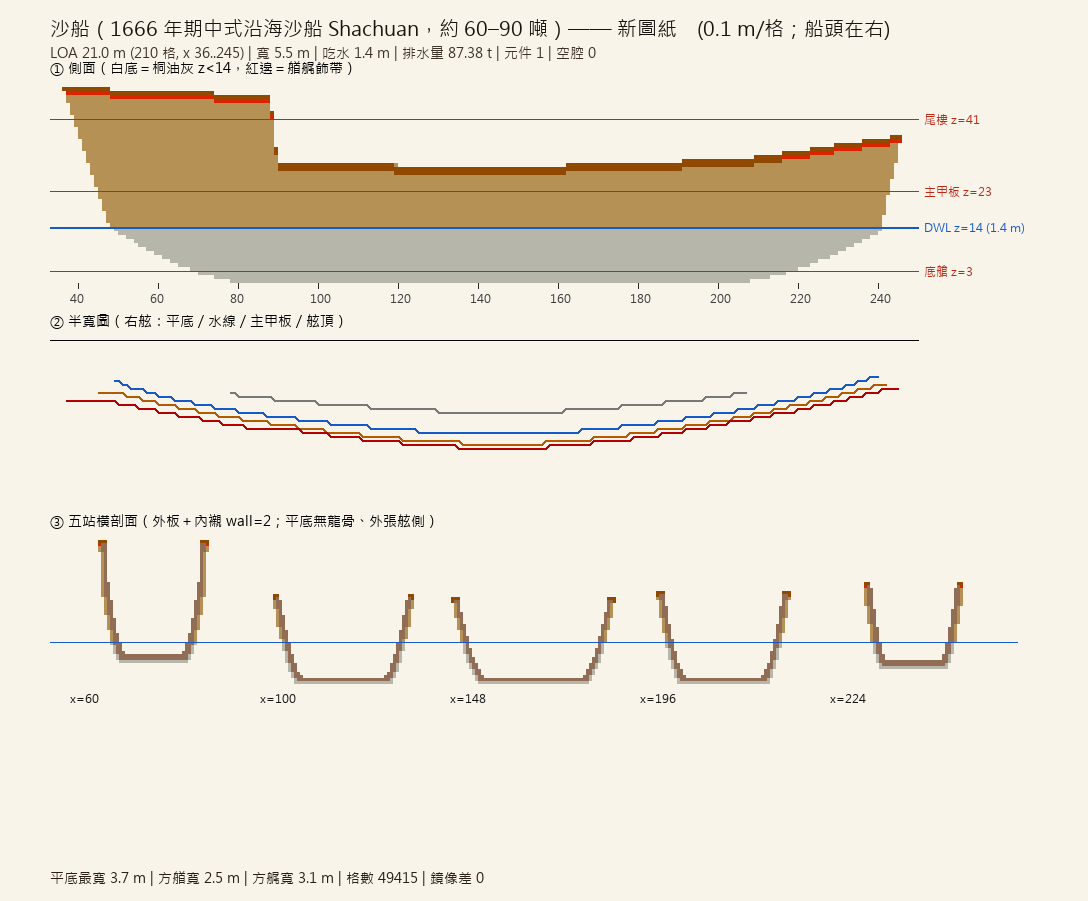 沙船（1666 年期中式沿海沙船 Shachuan，約 60–90 噸）—— 新圖紙　(0.1 m/格；船頭在右)
LOA 21.0 m (210 格, x 36..245) | 寬 5.5 m | 吃水 1.4 m | 排水量 87.38 t | 元件 1 | 空腔 0
① 側面（白底＝桐油灰 z<14，紅邊＝艏艉飾帶）
尾樓 z=41
主甲板 z=23
DWL z=14 (1.4 m)
底艙 z=3
40 60 80 100 120 140 160 180 200 220 240
② 半寬圖（右舷：平底 / 水線 / 主甲板 / 舷頂）
③ 五站橫剖面（外板＋內襯 wall=2；平底無龍骨、外張舷側）
x=60 x=100 x=148 x=196 x=224
平底最寬 3.7 m | 方艏寬 2.5 m | 方艉寬 3.1 m | 格數 49415 | 鏡像差 0